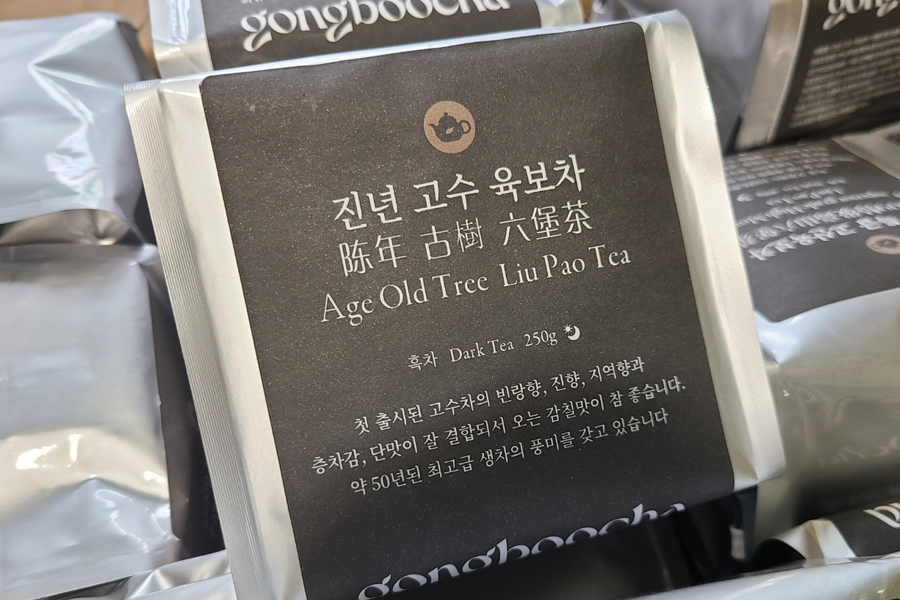 gongboocha
진년 고수 육보차
陈年 古樹 六堡茶
Age Old Tree Liu Pao Tea
흑차 Dark Tea 250g
첫 출시된 고수차의 빈랑향, 진향, 지역향과
층차감, 단맛이 잘 결합되서 오는 감칠맛이 참 좋습니다.
약 50년된 최고급 생차의 풍미를 갖고 있습니다
gongboocha